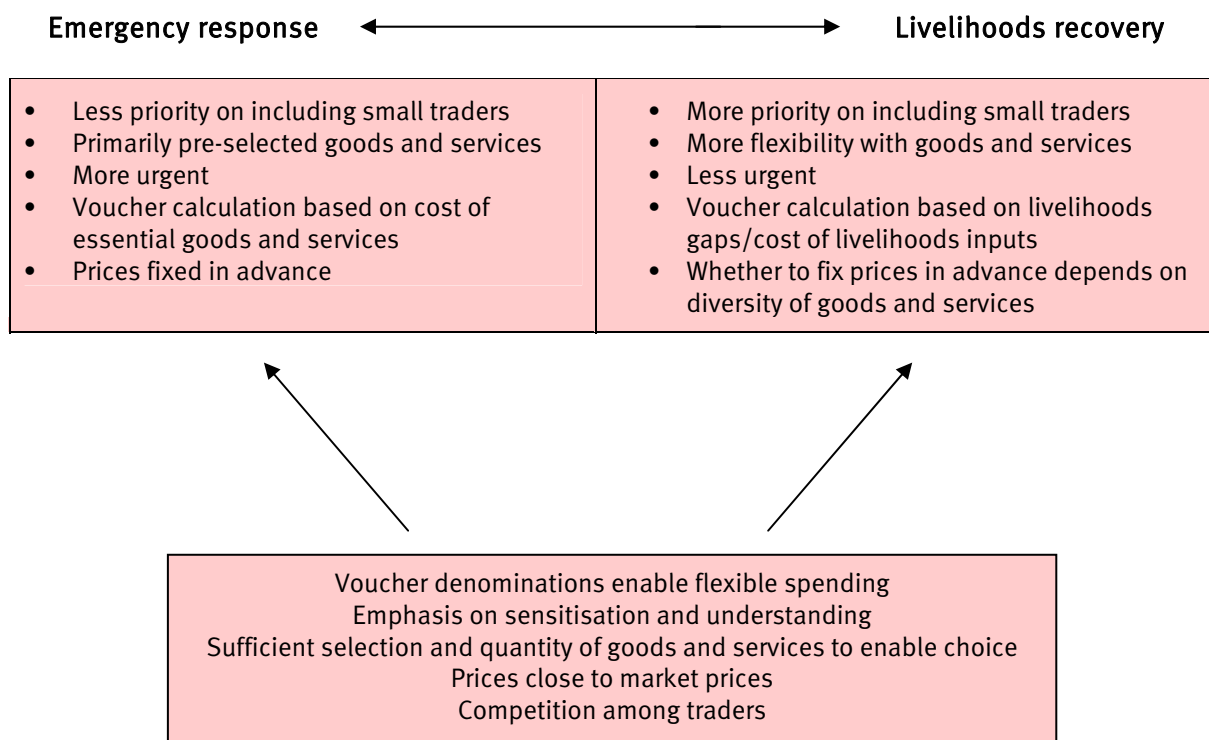 Emergency response
Livelihoods recovery
• Less priority on including small traders
• Primarily pre-selected goods and services
• More urgent
• Voucher calculation based on cost of
essential goods and services
• Prices fixed in advance
• More priority on including small traders
• More flexibility with goods and services
• Less urgent
• Voucher calculation based on livelihoods
gaps/cost of livelihoods inputs
• Whether to fix prices in advance depends on
diversity of goods and services
Voucher denominations enable flexible spending
Emphasis on sensitisation and understanding
Sufficient selection and quantity of goods and services to enable choice
Prices close to market prices
Competition among traders